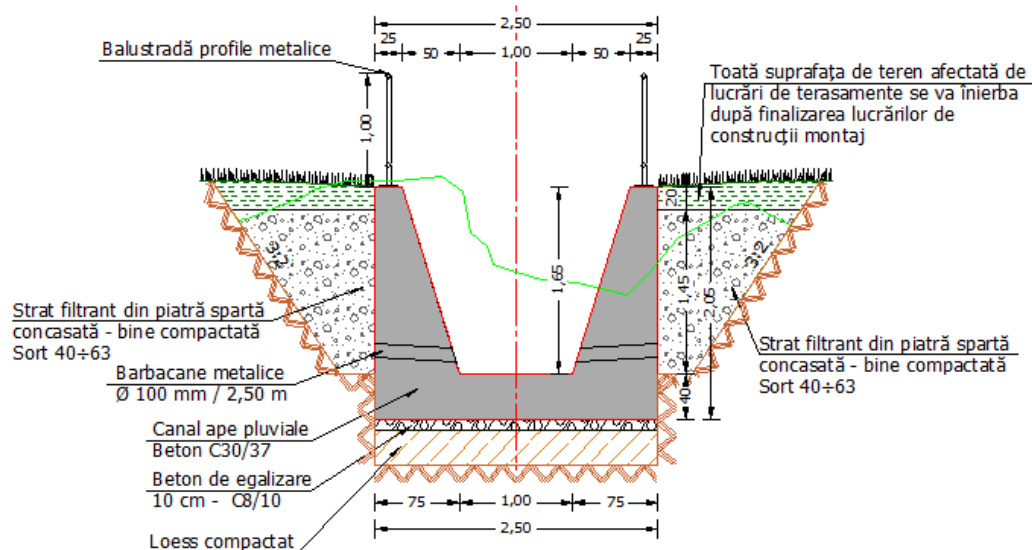 2,50
25
50
1,00
50
25
Balustradă profile metalice
1,00
Toată suprafața de teren afectată de
lucrări de terasamente se va înierba
după finalizarea lucrărilor de
construcții montaj
20
3:2
1,65
1,45
2,05
3:2
Strat filtrant din piatră spartă
concasată - bine compactată
Sort 40÷63
Strat filtrant din piatră spartă
concasată - bine compactată
Sort 40÷63
Barbacane metalice
Ø 100 mm / 2,50 m
40
Canal ape pluviale
Beton C30/37
Beton de egalizare
10 cm - C8/10
Loess compactat
75
1,00
75
2,50